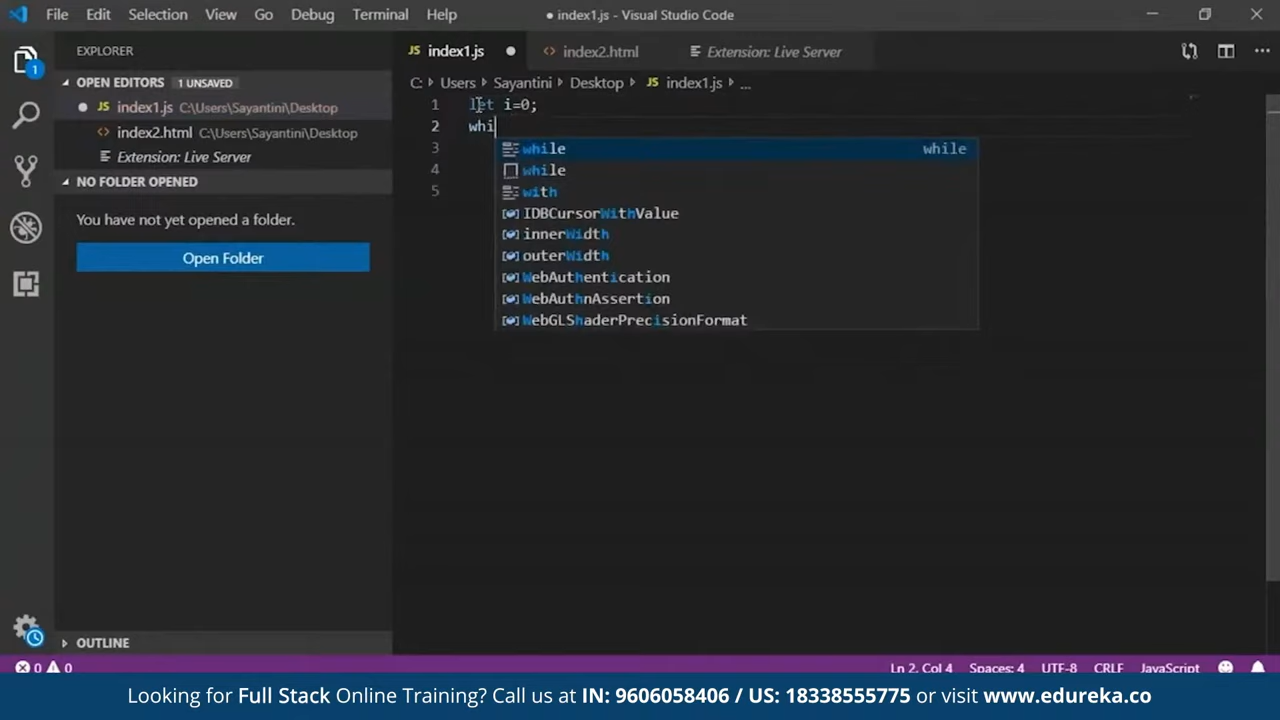 File Edit Selection View Go Debug Terminal Help ● index1.js - Visual Studio Code
EXPLORER
OPEN EDITORS 1 UNSAVED
JS index1.js C:\Users\Sayantini\Desktop
<> index2.html C:\Users\Sayantini\Desktop
Extension: Live Server
NO FOLDER OPENED
You have not yet opened a folder.
Open Folder
OUTLINE
1
JS index1.js ● <> index2.html Extension: Live Server
C: Users Sayantini Desktop JS index1.js ...
1 let i=0;
2 whi
3
4
5
while while
while
with
IDBCursorWithValue
innerWidth
outerWidth
WebAuthentication
WebAuthnAssertion
WebGLShaderPrecisionFormat
0 0 Ln 2, Col 4 Spaces: 4 UTF-8 CRLF JavaScript
Looking for Full Stack Online Training? Call us at IN: 9606058406 / US: 18338555775 or visit www.edureka.co